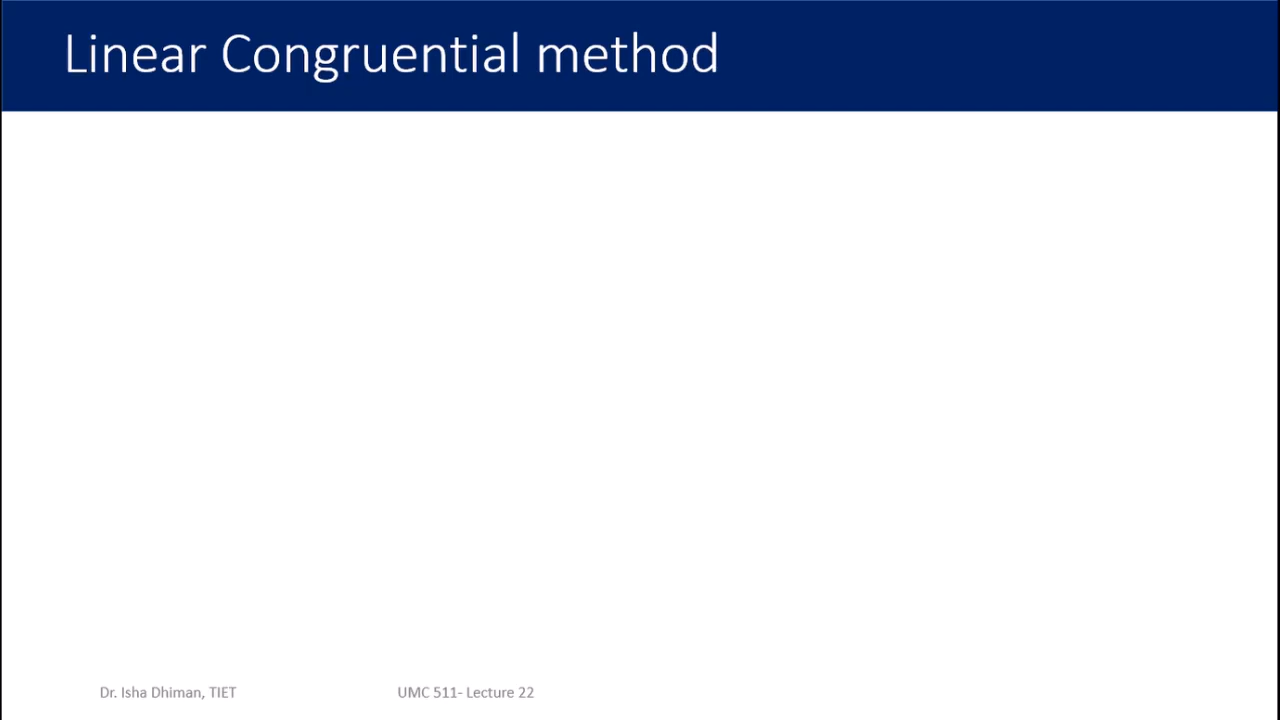 Linear Congruential method
Dr. Isha Dhiman, TIET
UMC 511- Lecture 22